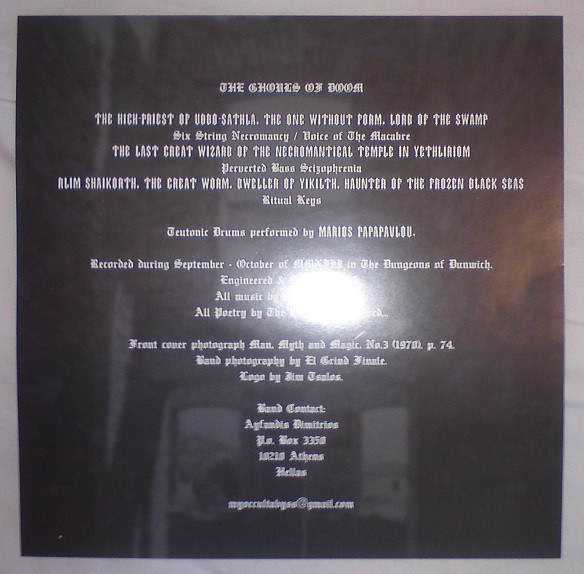 THE GHOULS OF DOOM
THE HIGH-PRIEST OF UBBO-SATHLA, THE ONE WITHOUT FORM, LORD OF THE SWAMP
Six String Necromancy / Voice of The Macabre
THE LAST GREAT WIZARD OF THE NECROMANTICAL TEMPLE IN YETHLIRIOM
Perverted Bass Scizophrenia
RLIM SHAIKORTH, THE GREAT WORM, DWELLER OF YIKILTH, HAUNTER OF THE FROZEN BLACK SEAS
Ritual Keys
Teutonic Drums performed by MARIOS PAPAPAVLOU.
Recorded during September - October of MMXIII in The Dungeons of Dunwich.
Engineered
All music by
All Poetry by The
Front cover photograph Man, Myth and Magic, No.3 (1970), p. 74.
Band photography by El Grind Finale.
Logo by Jim Tsalos.
Band Contact:
Ayfandis Dimitrios
P.o. Box 3350
10210 Athens
Hellas
myoccultabyss@gmail.com